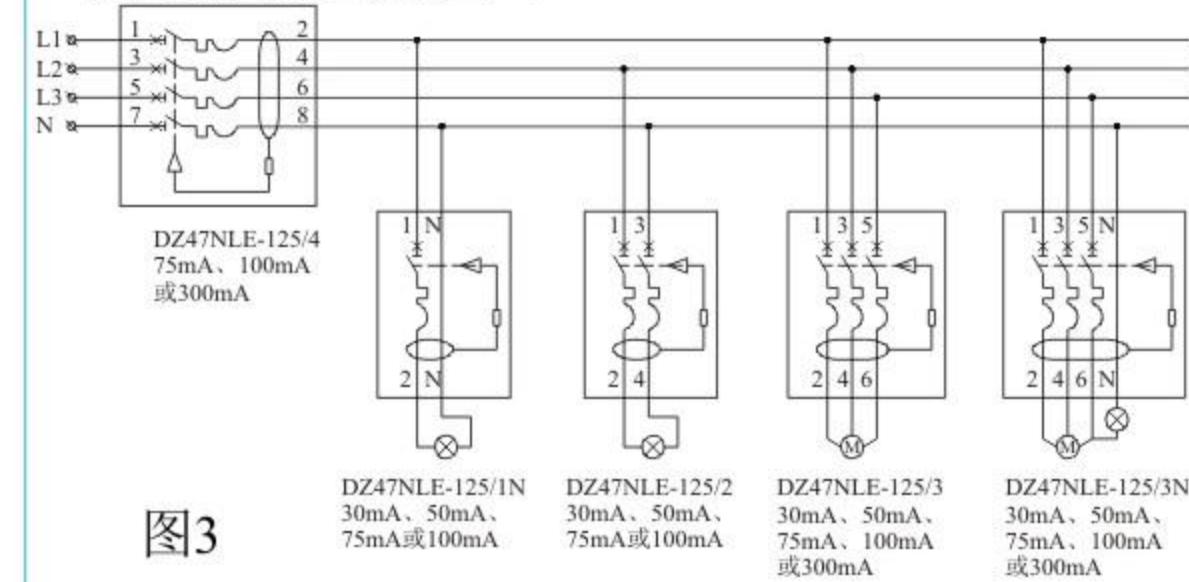 L1
L2
L3
N
1 2
3 4
5 6
7 8
DZ47NLE-125/4
75mA、100mA
或300mA
1 N
2 N
DZ47NLE-125/1N
30mA、50mA、
75mA或100mA
1 3
2 4
DZ47NLE-125/2
30mA、50mA、
75mA或100mA
1 3 5
2 4 6
M
DZ47NLE-125/3
30mA、50mA、
75mA、100mA
或300mA
1 3 5 N
2 4 6 N
M
DZ47NLE-125/3N
30mA、50mA、
75mA、100mA
或300mA
图3